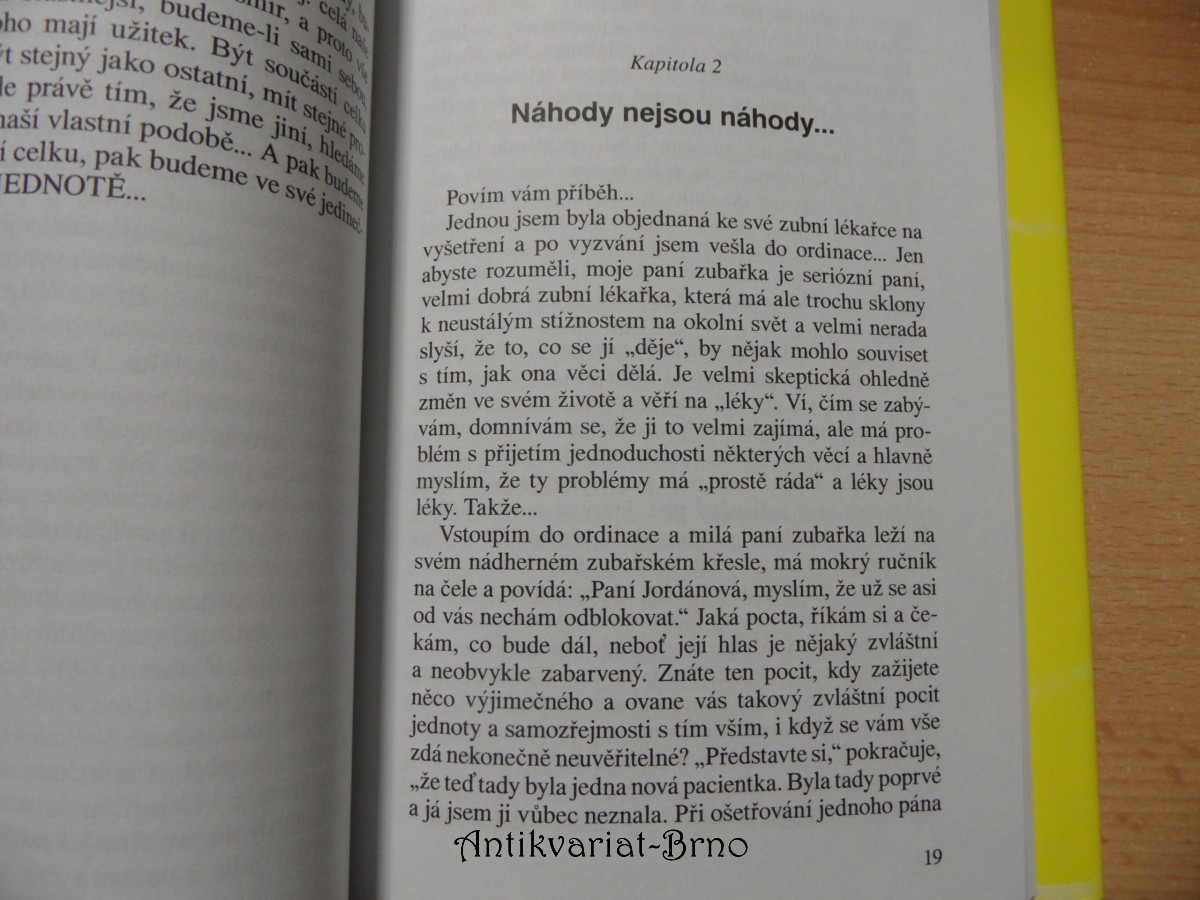 smír, a proto vše
budeme-li sami sebou,
oho mají užitek. Být součástí celku
ýt stejný jako ostatní, mít stejné pro-
le právě tím, že jsme jiní, hledáme
naší vlastní podobě... A pak budeme
í celku, pak budeme ve své jedineč-
JEDNOTĚ...
Kapitola 2
Náhody nejsou náhody...
Povím vám příběh...
Jednou jsem byla objednaná ke své zubní lékařce na
vyšetření a po vyzvání jsem vešla do ordinace... Jen
abyste rozuměli, moje paní zubařka je seriózní paní,
velmi dobrá zubní lékařka, která má ale trochu sklony
k neustálým stížnostem na okolní svět a velmi nerada
slyší, že to, co se jí „děje“, by nějak mohlo souviset
s tím, jak ona věci dělá. Je velmi skeptická ohledně
změn ve svém životě a věří na „léky“. Ví, čím se zabý-
vám, domnívám se, že ji to velmi zajímá, ale má pro-
blém s přijetím jednoduchosti některých věcí a hlavně
myslím, že ty problémy má „prostě ráda“ a léky jsou
léky. Takže...
Vstoupím do ordinace a milá paní zubařka leží na
svém nádherném zubařském křesle, má mokrý ručník
na čele a povídá: „Paní Jordánová, myslím, že už se asi
od vás nechám odblokovat.“ Jaká pocta, říkám si a če-
kám, co bude dál, neboť její hlas je nějaký zvláštní
a neobvykle zabarvený. Znáte ten pocit, kdy zažijete
něco výjimečného a ovane vás takový zvláštní pocit
jednoty a samozřejmosti s tím vším, i když se vám vše
zdá nekonečně neuvěřitelné? „Představte si,“ pokračuje,
„že teď tady byla jedna nová pacientka. Byla tady poprvé
a já jsem ji vůbec neznala. Při ošetřování jednoho pána
Antikvariat-Brno
19